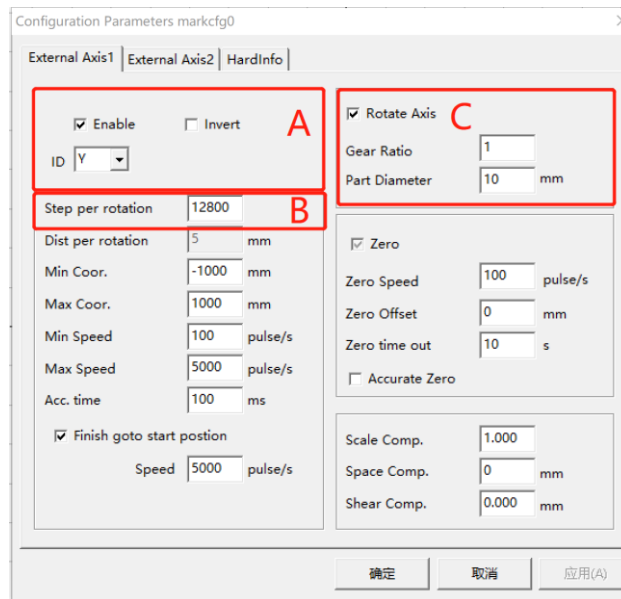 Configuration Parameters markcfg0
External Axis1 External Axis2 HardInfo
A
Enable Invert
ID Y
B
Step per rotation 12800
Dist per rotation 5 mm
Min Coor. -1000 mm
Max Coor. 1000 mm
Min Speed 100 pulse/s
Max Speed 5000 pulse/s
Acc. time 100 ms
Finish goto start postion
Speed 5000 pulse/s
Rotate Axis C
Gear Ratio 1
Part Diameter 10 mm
Zero
Zero Speed 100 pulse/s
Zero Offset 0 mm
Zero time out 10 s
Accurate Zero
Scale Comp. 1.000
Space Comp. 0 mm
Shear Comp. 0.000 mm
确定 取消 应用(A)